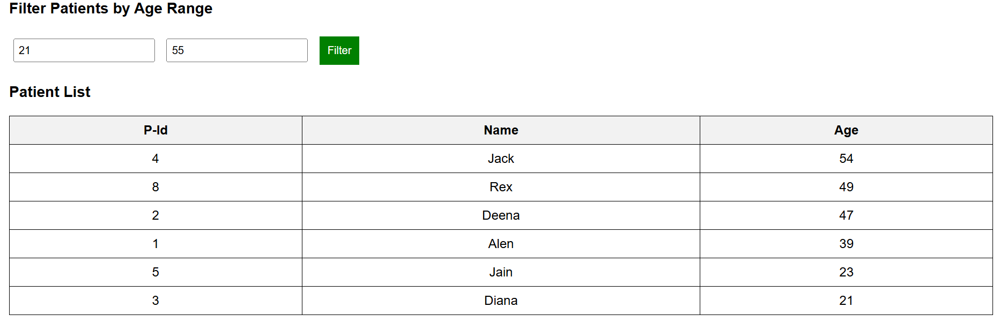 Filter Patients by Age Range
21 55 Filter
Patient List
P-Id Name Age
4 Jack 54
8 Rex 49
2 Deena 47
1 Alen 39
5 Jain 23
3 Diana 21